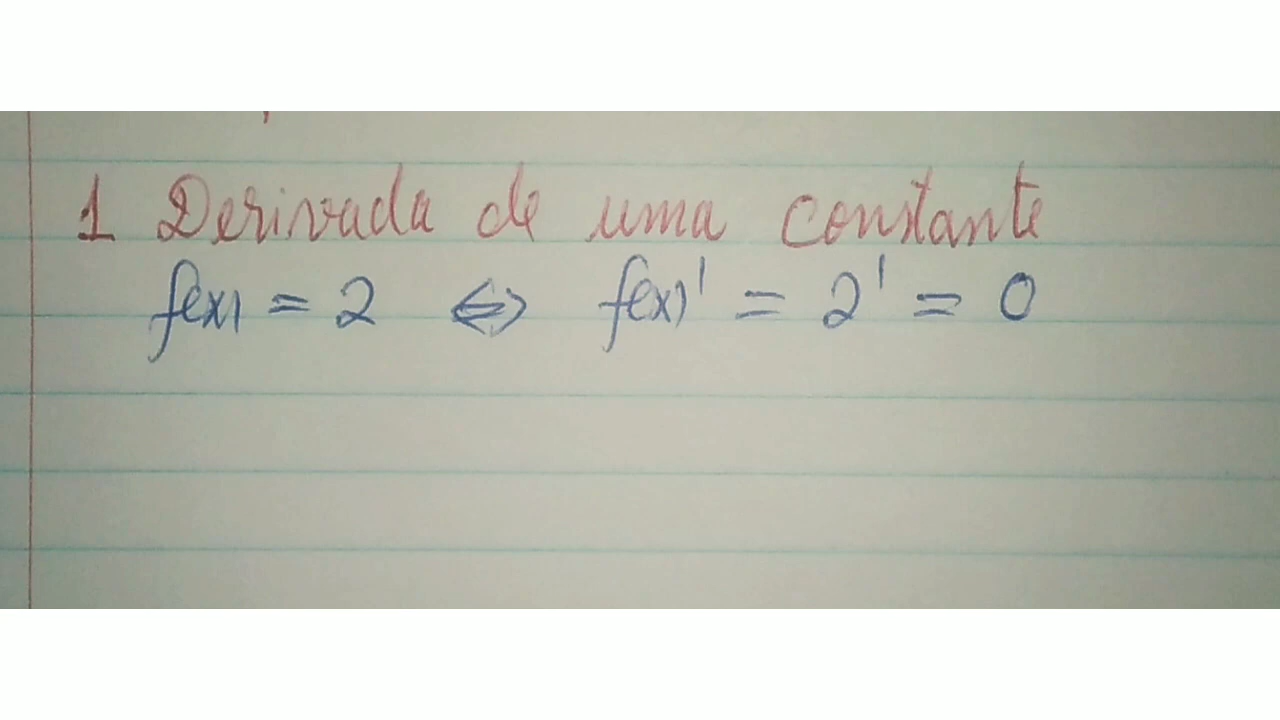 1 Derivada de uma constante
f(x) = 2 ⇔ f(x)' = 2' = 0